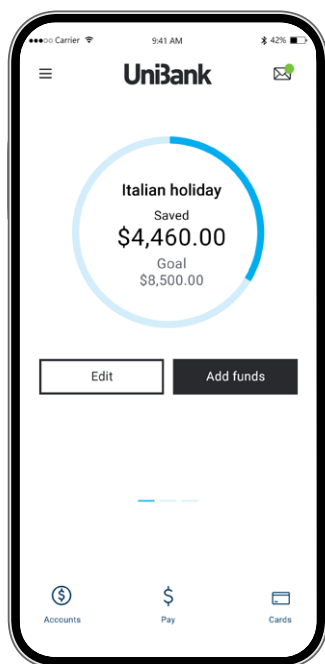 ●●●○○ Carrier 9:41 AM 42%
UniBank
Italian holiday
Saved
$4,460.00
Goal
$8,500.00
Edit Add funds
Accounts Pay Cards